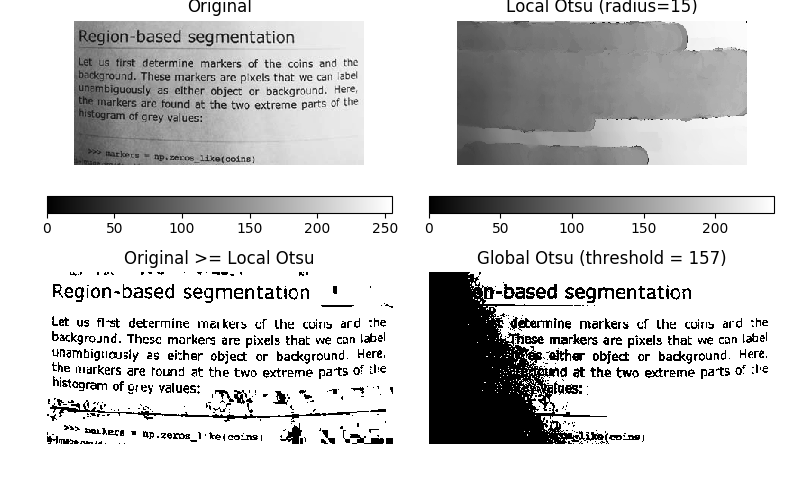 Original
Local Otsu (radius=15)
Region-based segmentation
Let us first determine markers of the coins and the
background. These markers are pixels that we can label
unambiguously as either object or background. Here,
the markers are found at the two extreme parts of the
histogram of grey values:
>>> markers = np.zeros_like(coins)
0 50 100 150 200 250
0 50 100 150 200
Original >= Local Otsu
Global Otsu (threshold = 157)
Region-based segmentation
Let us first determine markers of the coins and the
background. These markers are pixels that we can label
unambiguously as either object or background. Here,
the markers are found at the two extreme parts of the
histogram of grey values:
>>> markers = np.zeros_like(coins)
n-based segmentation
determine markers of the coins and the
These markers are pixels that we can label
as either object or background. Here,
found at the two extreme parts of the
values:
like(coins)